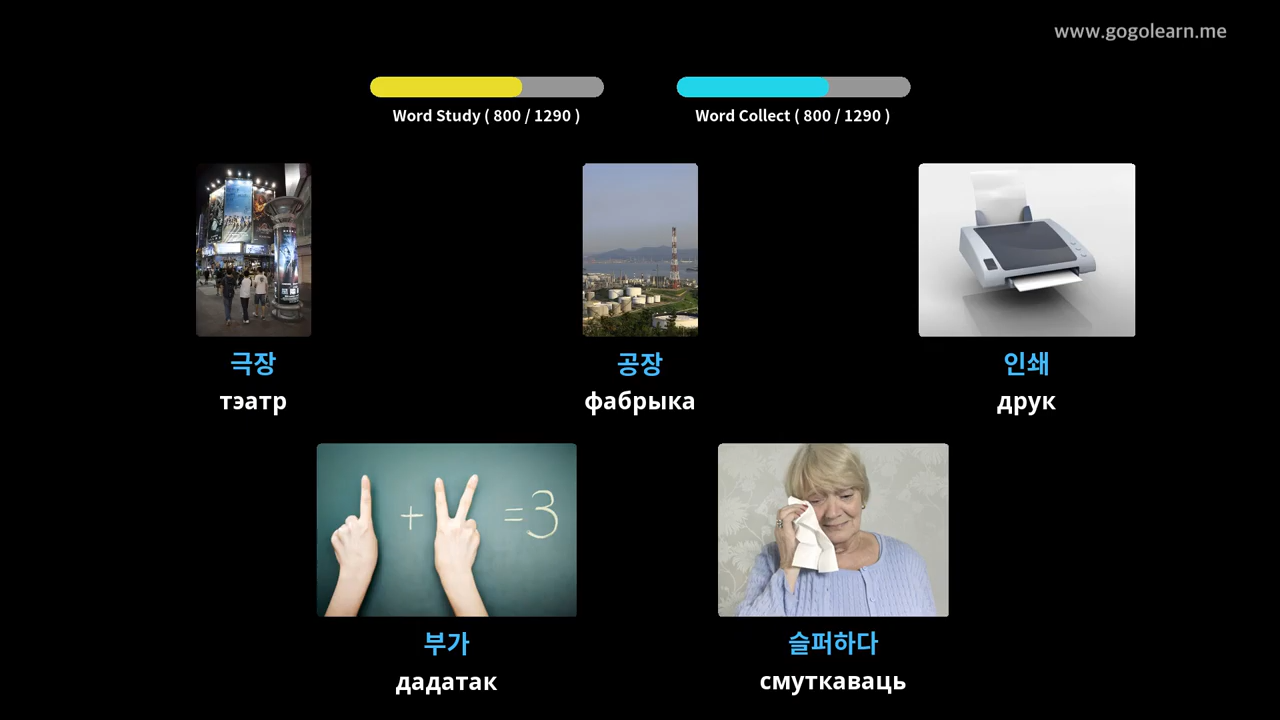 www.gogolearn.me
Word Study ( 800 / 1290 )
Word Collect ( 800 / 1290 )
극장
тэатр
공장
фабрыка
인쇄
друк
+ =3
부가
дадатак
슬퍼하다
смуткаваць